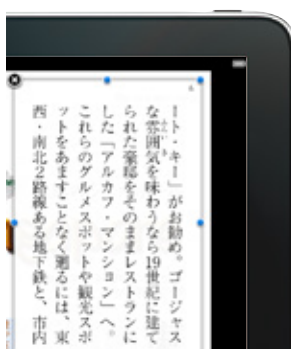 ート・キー」がお勧め。ゴージャス
な雰囲気を味わうなら19世紀に建て
られた豪邸をそのままレストランに
した「アルカフ・マンション」へ。
これらのグルメスポットや観光スポ
ットをあますことなく廻るには、東
西・南北2路線ある地下鉄と、市内